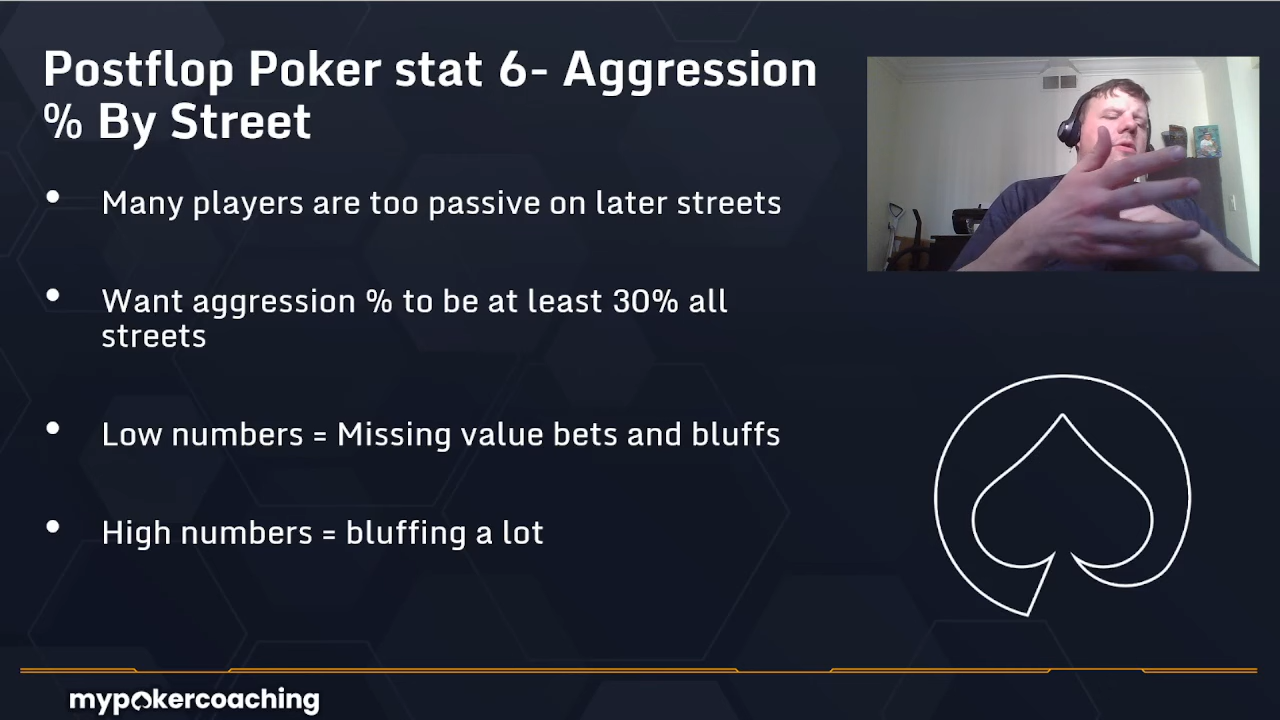 Postflop Poker stat 6- Aggression
% By Street
• Many players are too passive on later streets
• Want aggression % to be at least 30% all
streets
• Low numbers = Missing value bets and bluffs
• High numbers = bluffing a lot
mypokercoaching